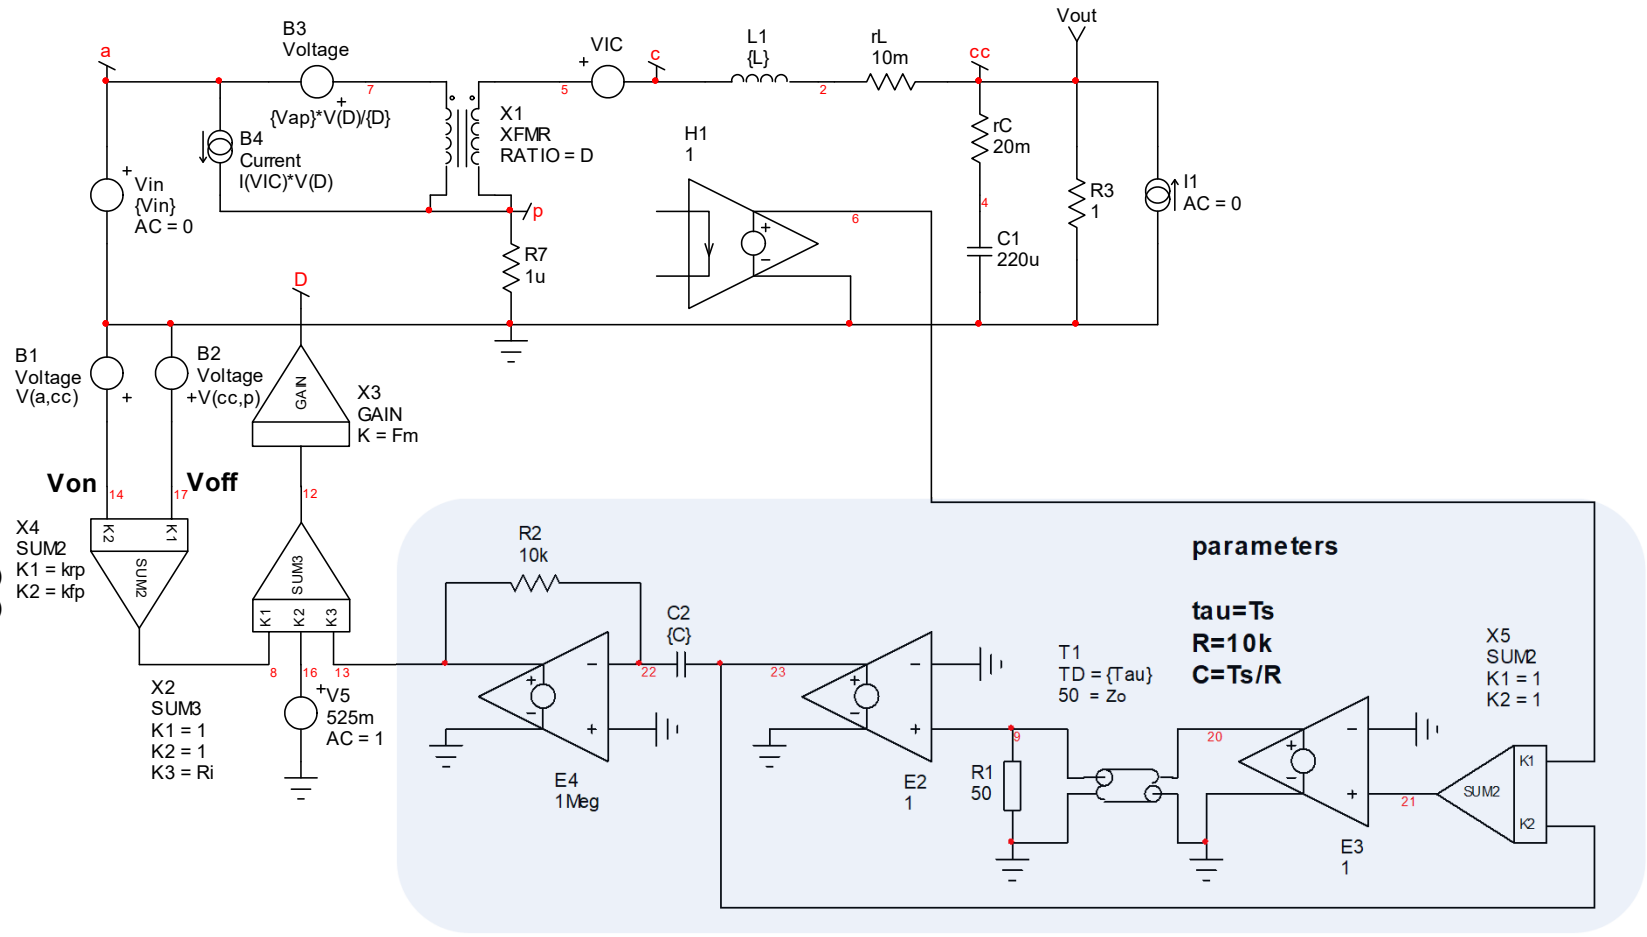 Vout
a
B3
Voltage
VIC
c
L1
{L}
rL
10m
cc
+
7
+
{Vap}*V(D)/{D}
5
2
B4
Current
I(VIC)*V(D)
X1
XFMR
RATIO = D
H1
1
rC
20m
+
Vin
{Vin}
AC = 0
p
R7
1u
6
+
−
4
C1
220u
R3
1
I1
AC = 0
D
B1
Voltage
V(a,cc)
+
B2
Voltage
+V(cc,p)
GAIN
X3
GAIN
K = Fm
Von
14
17
Voff
12
X4
SUM2
K1 = krp
K2 = kfp
K2
K1
SUM2
SUM3
K1
K2
K3
8
16
13
X2
SUM3
K1 = 1
K2 = 1
K3 = Ri
+
V5
525m
AC = 1
R2
10k
C2
{C}
22
+
−
−
+
E4
1Meg
23
+
−
−
+
E2
1
9
R1
50
T1
TD = {Tau}
50 = Zo
20
+
−
−
+
E3
1
21
SUM2
K1
K2
X5
SUM2
K1 = 1
K2 = 1
parameters
tau=Ts
R=10k
C=Ts/R